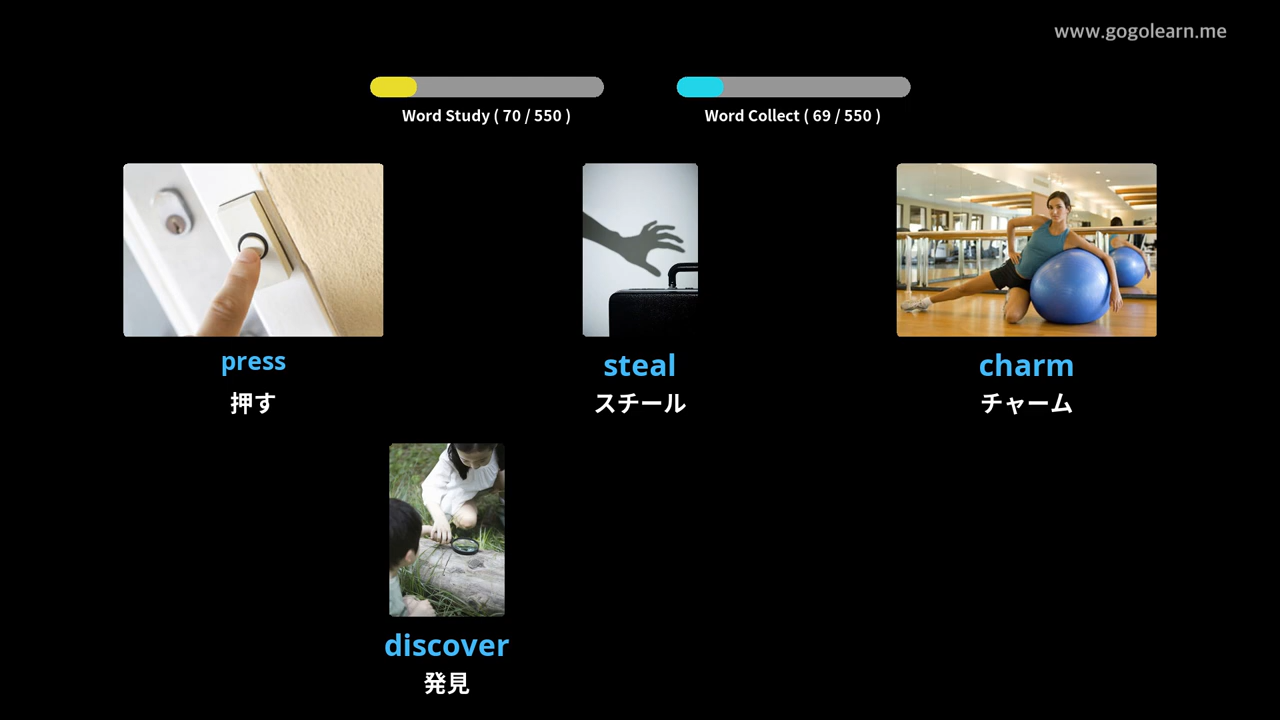 www.gogolearn.me
Word Study ( 70 / 550 )
Word Collect ( 69 / 550 )
press
押す
steal
スチール
charm
チャーム
discover
発見